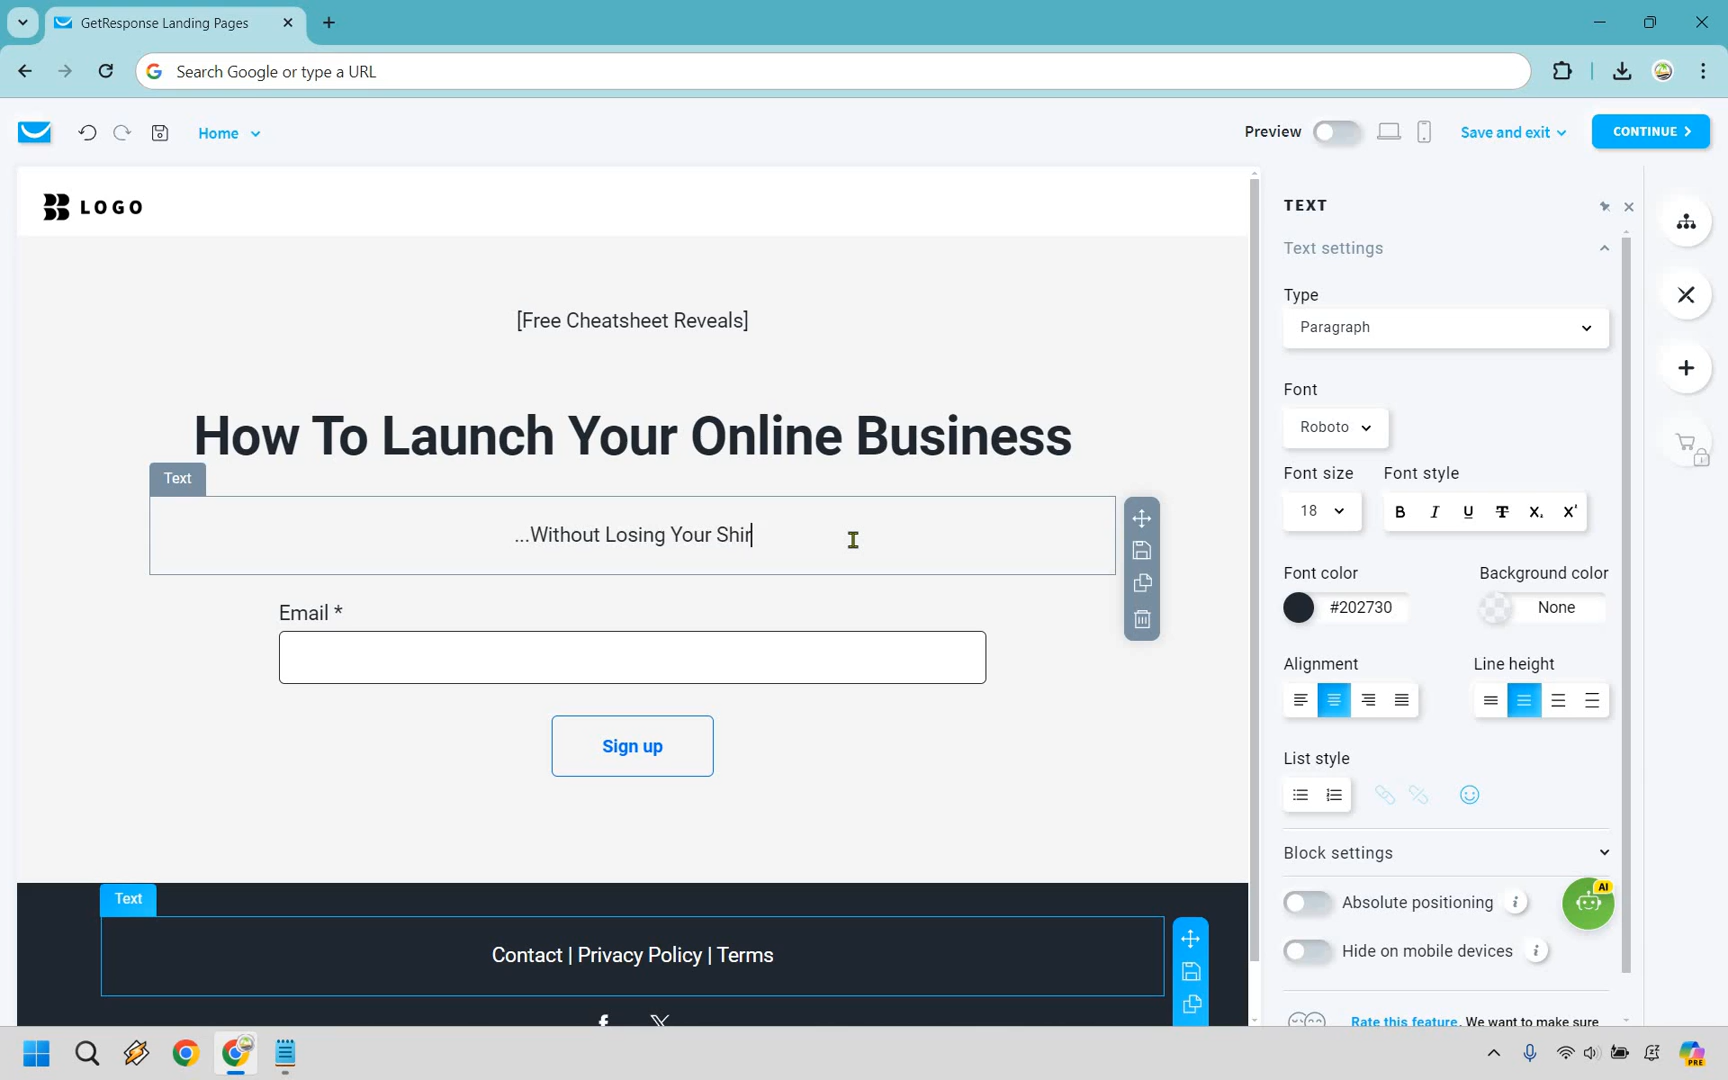 GetResponse Landing Pages
Search Google or type a URL
Home
Preview
Save and exit
CONTINUE
LOGO
TEXT
Text settings
[Free Cheatsheet Reveals]
Type
Paragraph
How To Launch Your Online Business
Font
Roboto
Text
Font size
Font style
18
B I U T X, X'
...Without Losing Your Shir
Font color
Background color
#202730
None
Email *
Alignment
Line height
Sign up
List style
Block settings
AI
Text
Absolute positioning
i
Contact | Privacy Policy | Terms
Hide on mobile devices
i
Rate this feature. We want to make sure
PRE